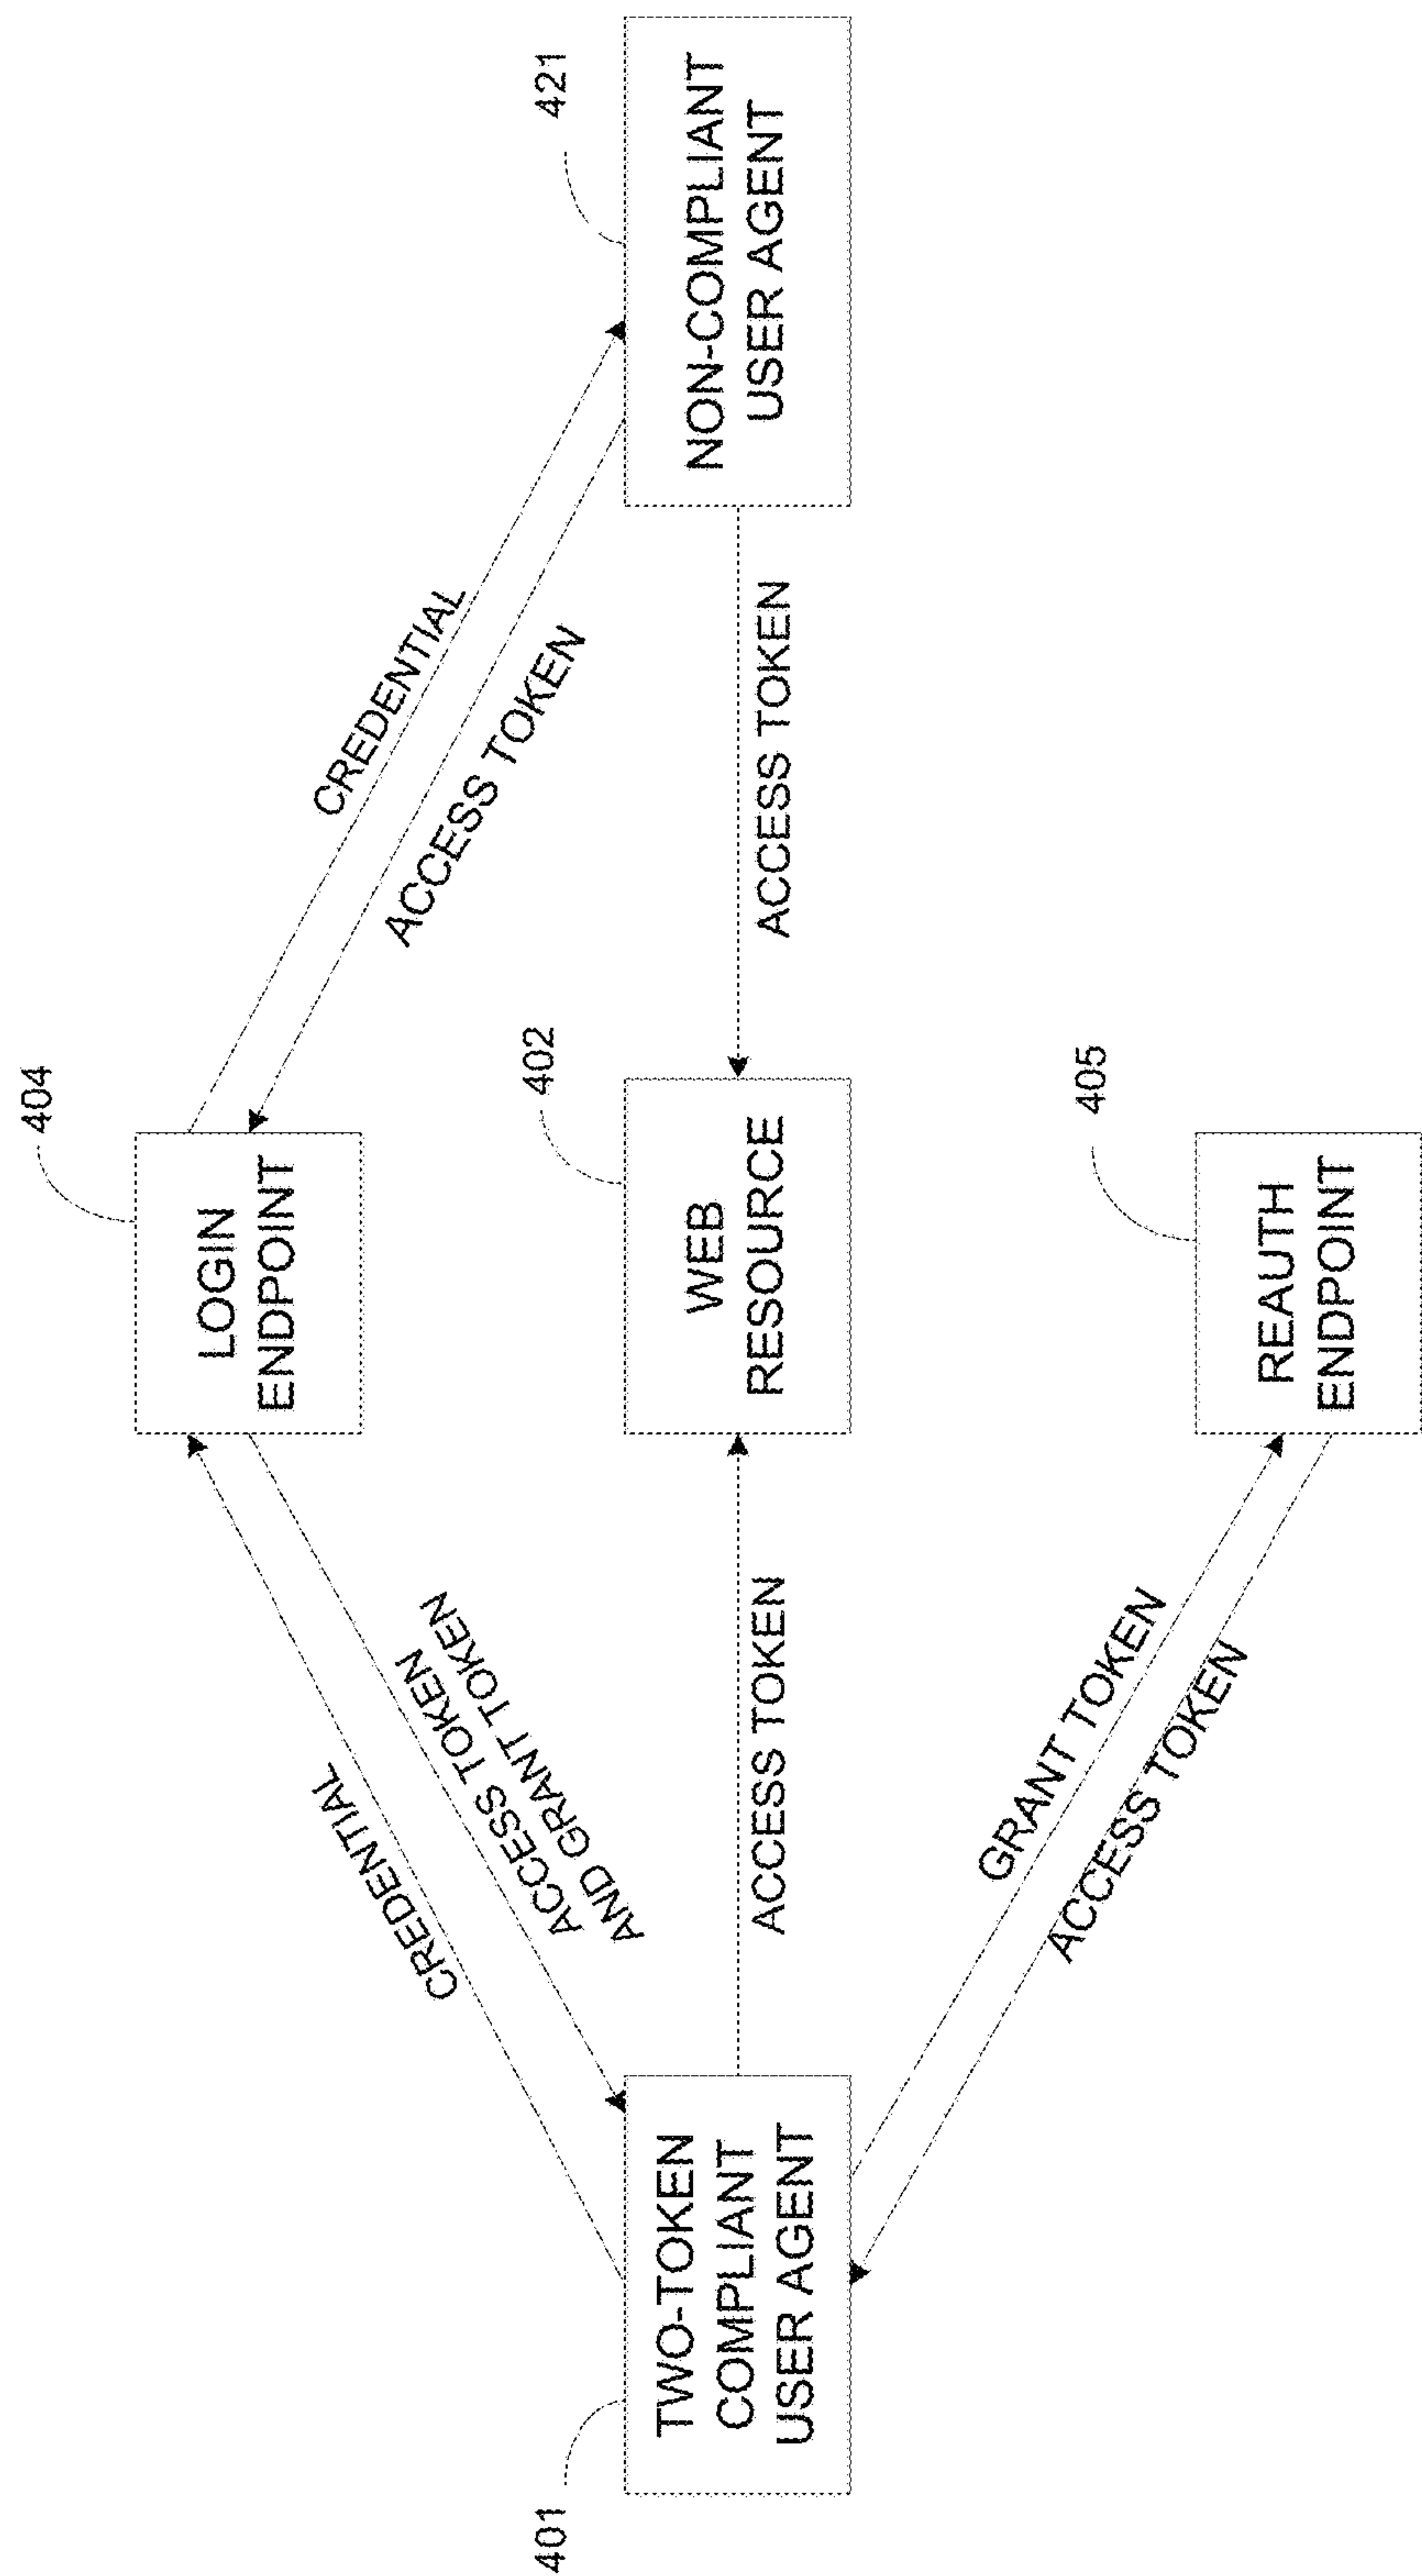 404
LOGIN
ENDPOINT
CREDENTIAL
ACCESS TOKEN
AND GRANT TOKEN
CREDENTIAL
ACCESS TOKEN
401
TWO-TOKEN
COMPLIANT
USER AGENT
ACCESS TOKEN
402
WEB
RESOURCE
ACCESS TOKEN
421
NON-COMPLIANT
USER AGENT
GRANT TOKEN
ACCESS TOKEN
405
REAUTH
ENDPOINT